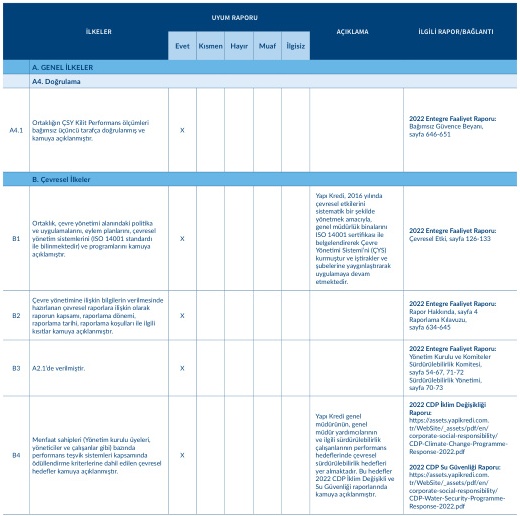 İLKELER
UYUM RAPORU
Evet Kısmen Hayır Muaf İlgisiz
AÇIKLAMA
İLGİLİ RAPOR/BAĞLANTI
A. GENEL İLKELER
A4. Doğrulama
A4.1
Ortaklığın ÇSY Kilit Performans ölçümleri
bağımsız üçüncü tarafça doğrulanmış ve
kamuya açıklanmıştır.
X
2022 Entegre Faaliyet Raporu:
Bağımsız Güvence Beyanı,
sayfa 646-651
B. Çevresel İlkeler
B1
Ortaklık, çevre yönetimi alanındaki politika
ve uygulamalarını, eylem planlarını, çevresel
yönetim sistemlerini (ISO 14001 standardı
ile bilinmektedir) ve programlarını kamuya
açıklamıştır.
X
Yapı Kredi, 2016 yılında
çevresel etkilerini
sistematik bir şekilde
yönetmek amacıyla,
genel müdürlük binalarını
ISO 14001 sertifikası ile
belgelendirerek Çevre
Yönetimi Sistemi'ni (ÇYS)
kurmuştur ve iştirakler ve
şubelerine yaygınlaştırarak
uygulamaya devam
etmektedir.
2022 Entegre Faaliyet Raporu:
Çevresel Etki, sayfa 126-133
B2
Çevre yönetimine ilişkin bilgilerin verilmesinde
hazırlanan çevresel raporlara ilişkin olarak
raporun kapsamı, raporlama dönemi,
raporlama tarihi, raporlama koşulları ile ilgili
kısıtlar kamuya açıklanmıştır.
X
2022 Entegre Faaliyet Raporu:
Rapor Hakkında, sayfa 4
Raporlama Kılavuzu,
sayfa 634-645
B3
A2.1'de verilmiştir.
X
2022 Entegre Faaliyet Raporu:
Yönetim Kurulu ve Komiteler
Sürdürülebilirlik Komitesi,
sayfa 54-67, 71-72
Sürdürülebilirlik Yönetimi,
sayfa 70-73
B4
Menfaat sahipleri (Yönetim kurulu üyeleri,
yöneticiler ve çalışanlar gibi) bazında
performans teşvik sistemleri kapsamında
ödüllendirme kriterlerine dahil edilen çevresel
hedefler kamuya açıklanmıştır.
X
Yapı Kredi genel
müdürünün, genel
müdür yardımcılarının
ve ilgili sürdürülebilirlik
çalışanlarının performans
hedeflerinde çevresel
sürdürülebilirlik hedefleri
yer almaktadır. Bu hedefler
2022 CDP İklim Değişikliği ve
Su Güvenliği raporlarında
kamuya açıklanmıştır.
2022 CDP İklim Değişikliği
Raporu:
https://assets.yapikredi.com.
tr/WebSite/_assets/pdf/en/
corporate-social-responsibility/
CDP-Climate-Change-Programme-
Response-2022.pdf
2022 CDP Su Güvenliği Raporu:
https://assets.yapikredi.com.
tr/WebSite/_assets/pdf/en/
corporate-social-responsibility/
CDP-Water-Security-Programme-
Response-2022.pdf